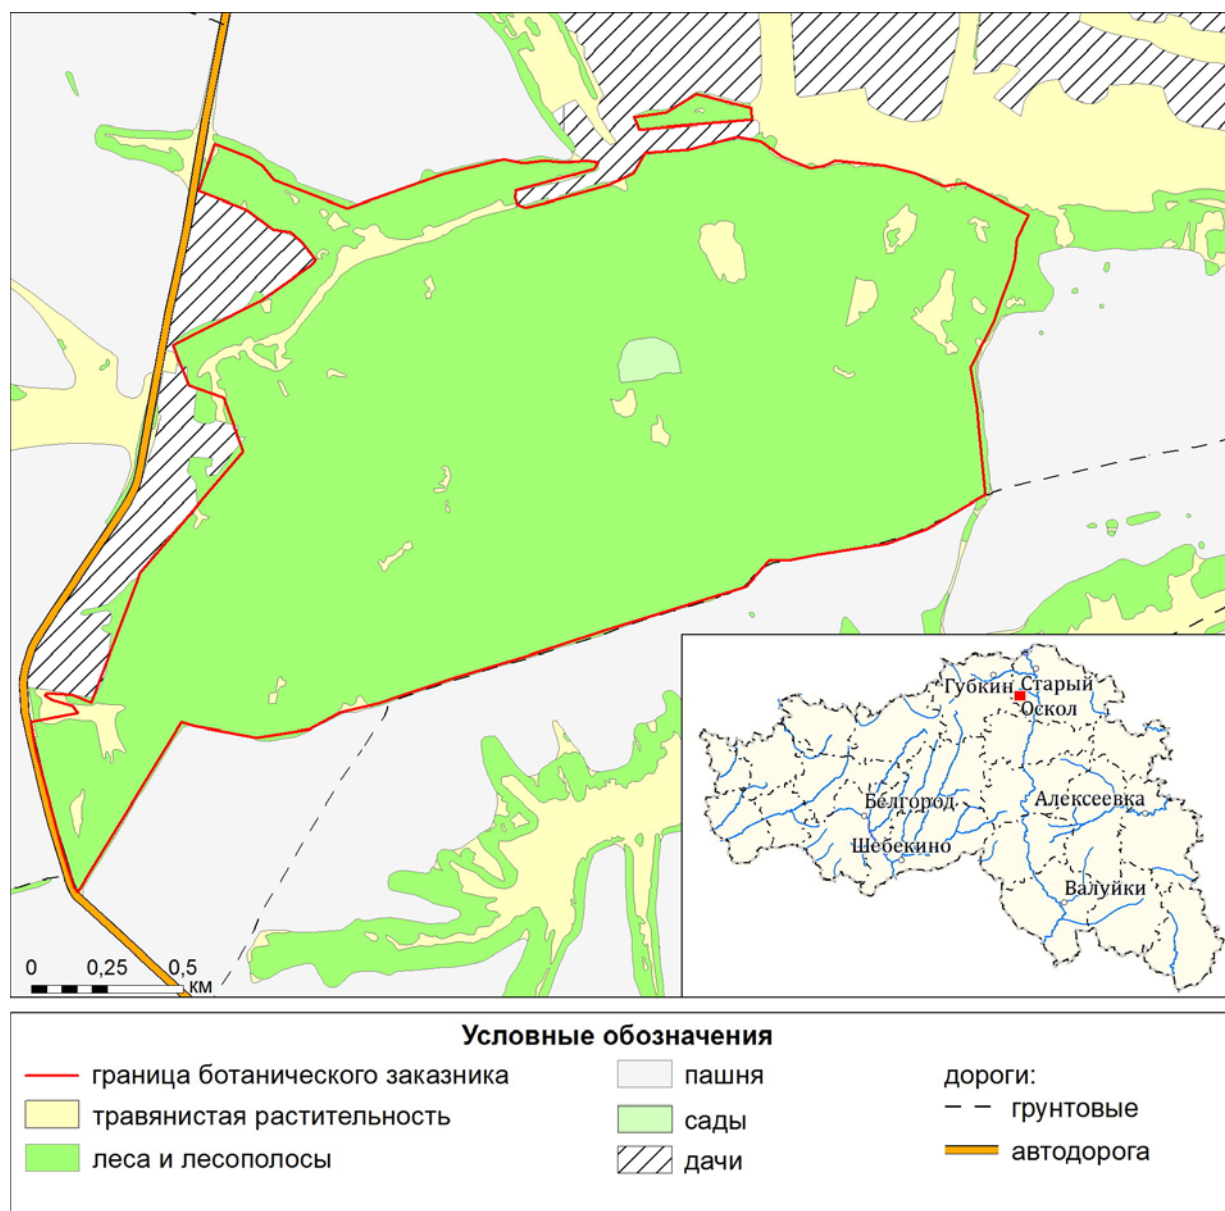 Губкин
Старый
Оскол
Белгород
Алексеевка
Шебекино
Валуйки
0 0,25 0,5
км
Условные обозначения
граница ботанического заказника
травянистая растительность
леса и лесополосы
пашня
сады
дачи
дороги:
грунтовые
автодорога